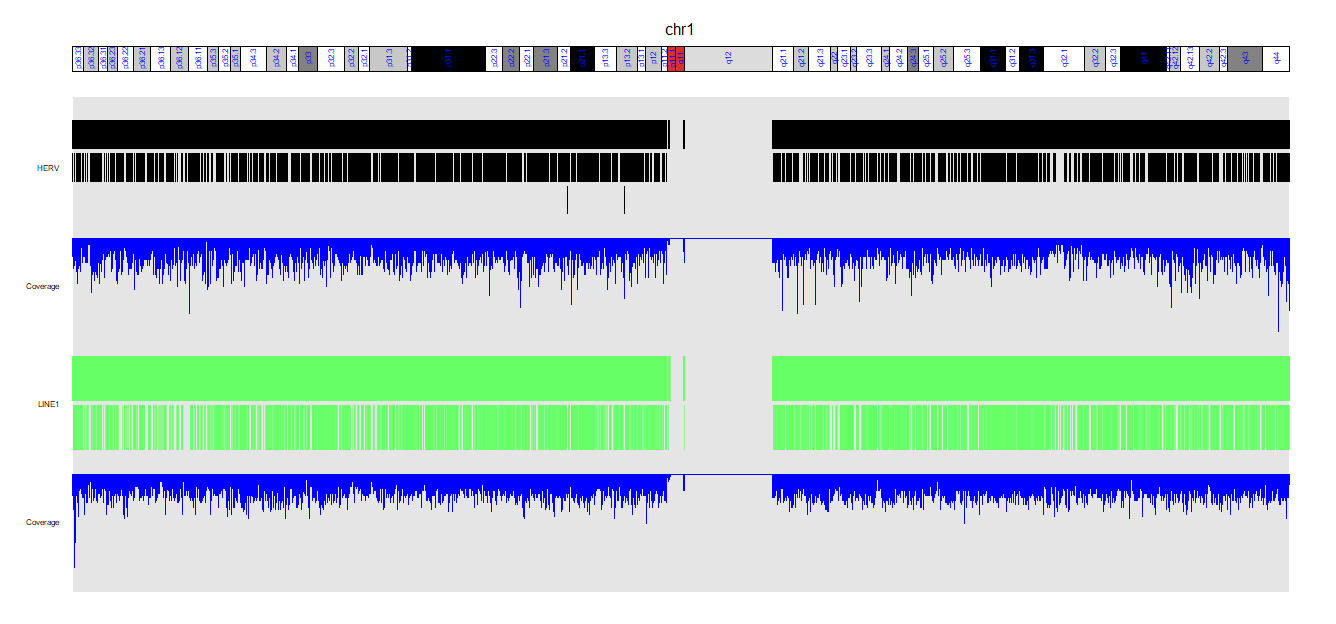 chr1
p36.33 p36.32 p36.31 p36.23 p36.22 p36.21 p36.13 p36.12 p36.11 p35.3 p35.2 p35.1 p34.3 p34.2 p34.1 p33 p32.3 p32.2 p32.1 p31.3 p31.2 p31.1 p22.3 p22.2 p22.1 p21.3 p21.2 p21.1 p13.3 p13.2 p13.1 p12 p11.2 p11.1 q11 q12 q21.1 q21.2 q21.3 q22 q23.1 q23.2 q23.3 q24.1 q24.2 q24.3 q25.1 q25.2 q25.3 q31.1 q31.2 q31.3 q32.1 q32.2 q32.3 q41 q42.11 q42.12 q42.13 q42.2 q42.3 q43 q44
HERV
Coverage
LINE1
Coverage